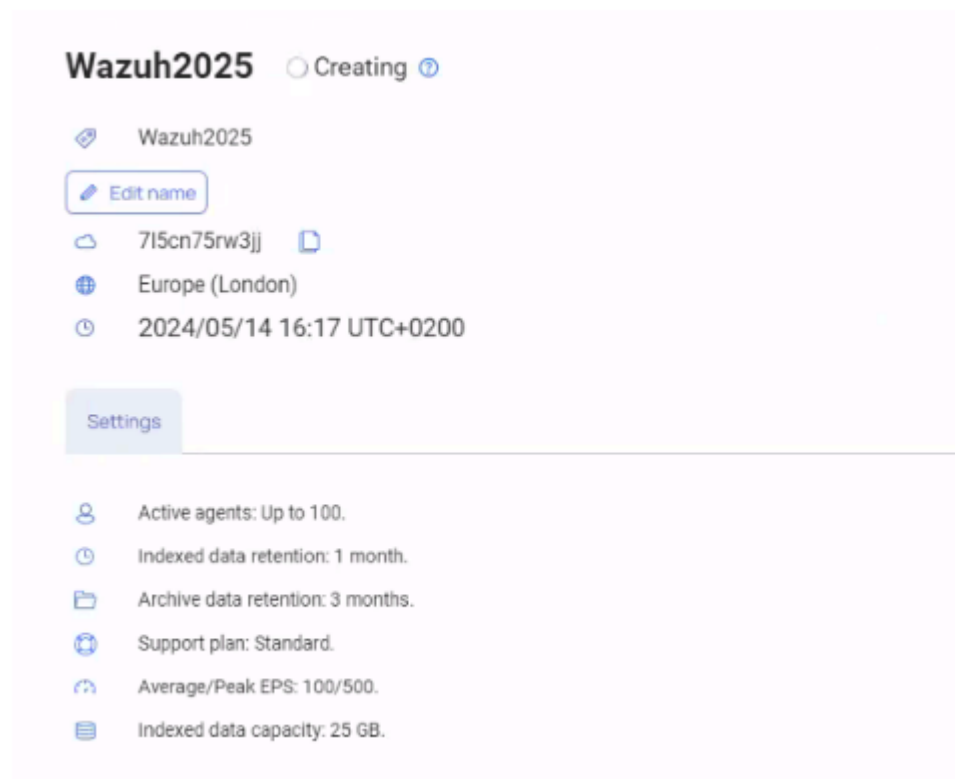 Wazuh2025 Creating ?
Wazuh2025
Edit name
7l5cn75rw3jj
Europe (London)
2024/05/14 16:17 UTC+0200
Settings
Active agents: Up to 100.
Indexed data retention: 1 month.
Archive data retention: 3 months.
Support plan: Standard.
Average/Peak EPS: 100/500.
Indexed data capacity: 25 GB.